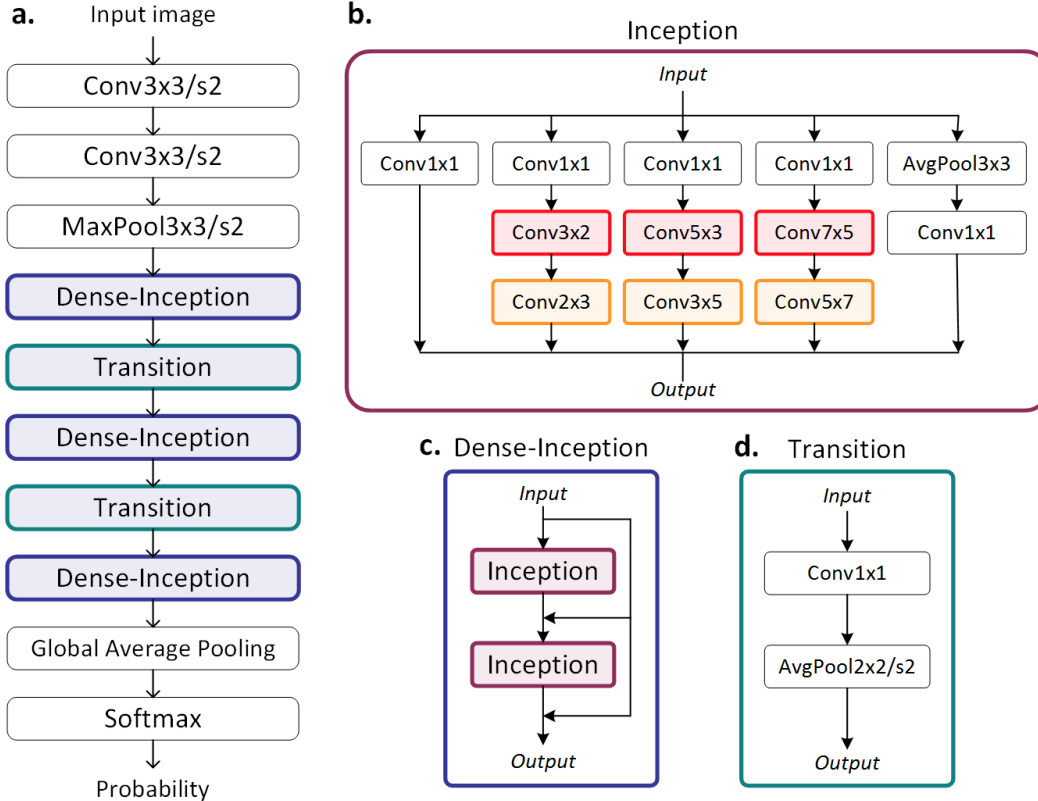 a.
Input image
Conv3x3/s2
Conv3x3/s2
MaxPool3x3/s2
Dense-Inception
Transition
Dense-Inception
Transition
Dense-Inception
Global Average Pooling
Softmax
Probability
b.
Inception
Input
Conv1x1 Conv1x1 Conv1x1 Conv1x1 AvgPool3x3
Conv3x2 Conv5x3 Conv7x5 Conv1x1
Conv2x3 Conv3x5 Conv5x7
Output
c. Dense-Inception
Input
Inception
Inception
Output
d. Transition
Input
Conv1x1
AvgPool2x2/s2
Output